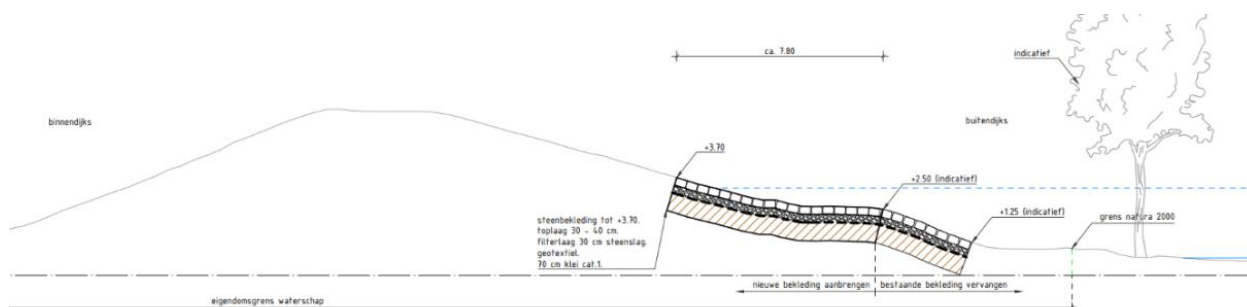 ca. 7.80
indicatief
binnendijks
buitendijks
+3.70
+2.50 (indicatief)
+1.25 (indicatief)
grens natura 2000
steenbekleding tot +3.70.
toplaag 30 - 40 cm.
filterlaag 30 cm steenslag.
geotextiel.
70 cm klei cat.1.
nieuwe bekleding aanbrengen
bestaande bekleding vervangen
eigendomsgrens waterschap